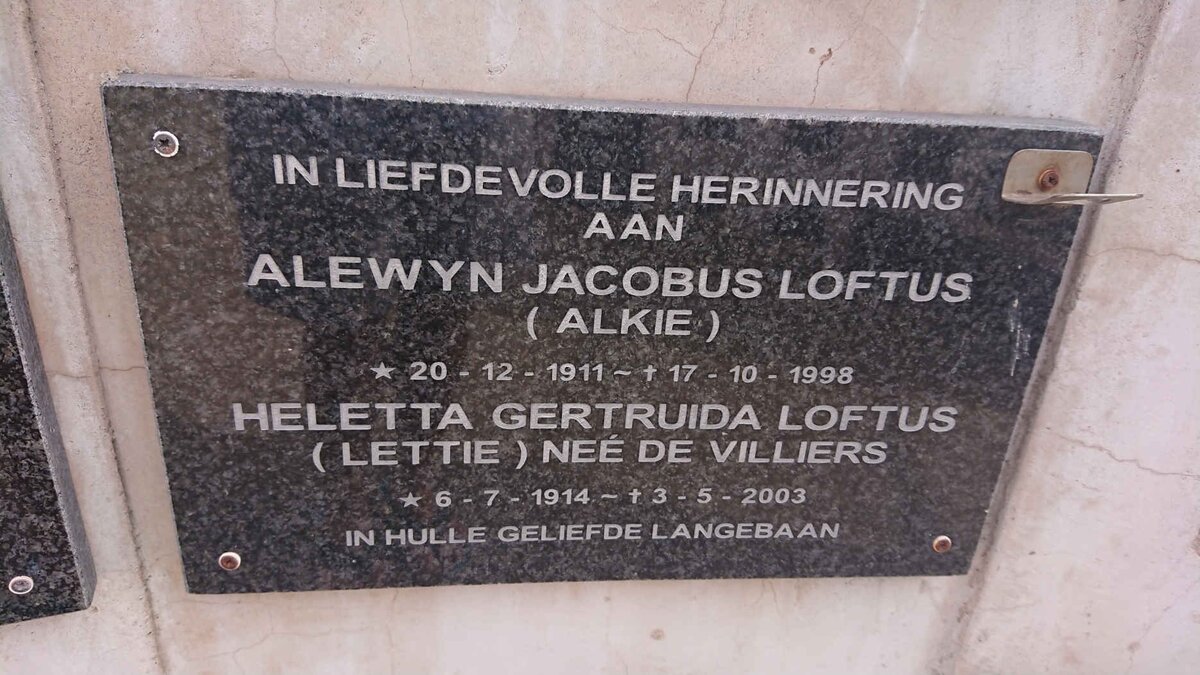 IN LIEFDEVOLLE HERINNERING
AAN
ALEWYN JACOBUS LOFTUS
( ALKIE )
★ 20 - 12 - 1911 ~ † 17 - 10 - 1998
HELETTA GERTRUIDA LOFTUS
( LETTIE ) NEÉ DE VILLIERS
★ 6 - 7 - 1914 ~ † 3 - 5 - 2003
IN HULLE GELIEFDE LANGEBAAN